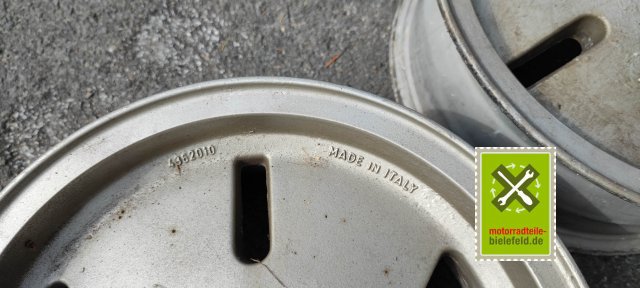 4382010
MADE IN ITALY
motorradteile-
bielefeld.de